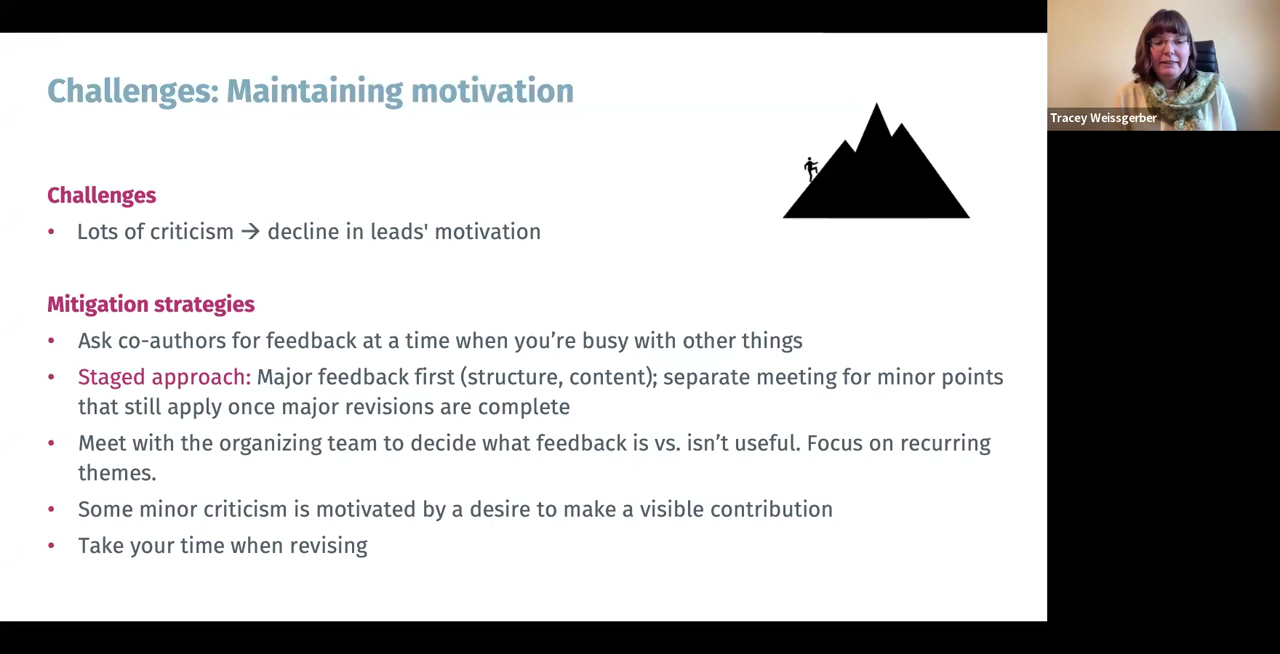 Challenges: Maintaining motivation
Tracey Weissgerber
Challenges
• Lots of criticism → decline in leads' motivation
Mitigation strategies
• Ask co-authors for feedback at a time when you’re busy with other things
• Staged approach: Major feedback first (structure, content); separate meeting for minor points
that still apply once major revisions are complete
• Meet with the organizing team to decide what feedback is vs. isn’t useful. Focus on recurring
themes.
• Some minor criticism is motivated by a desire to make a visible contribution
• Take your time when revising